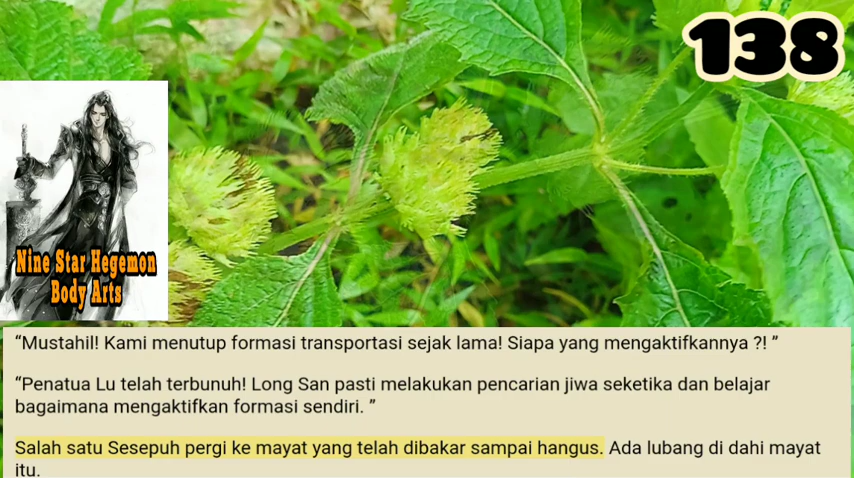 138
Nine Star Hegemon
Body Arts
“Mustahil! Kami menutup formasi transportasi sejak lama! Siapa yang mengaktifkannya ?! ”
“Penatua Lu telah terbunuh! Long San pasti melakukan pencarian jiwa seketika dan belajar
bagaimana mengaktifkan formasi sendiri. ”
Salah satu Sesepuh pergi ke mayat yang telah dibakar sampai hangus. Ada lubang di dahi mayat
itu.